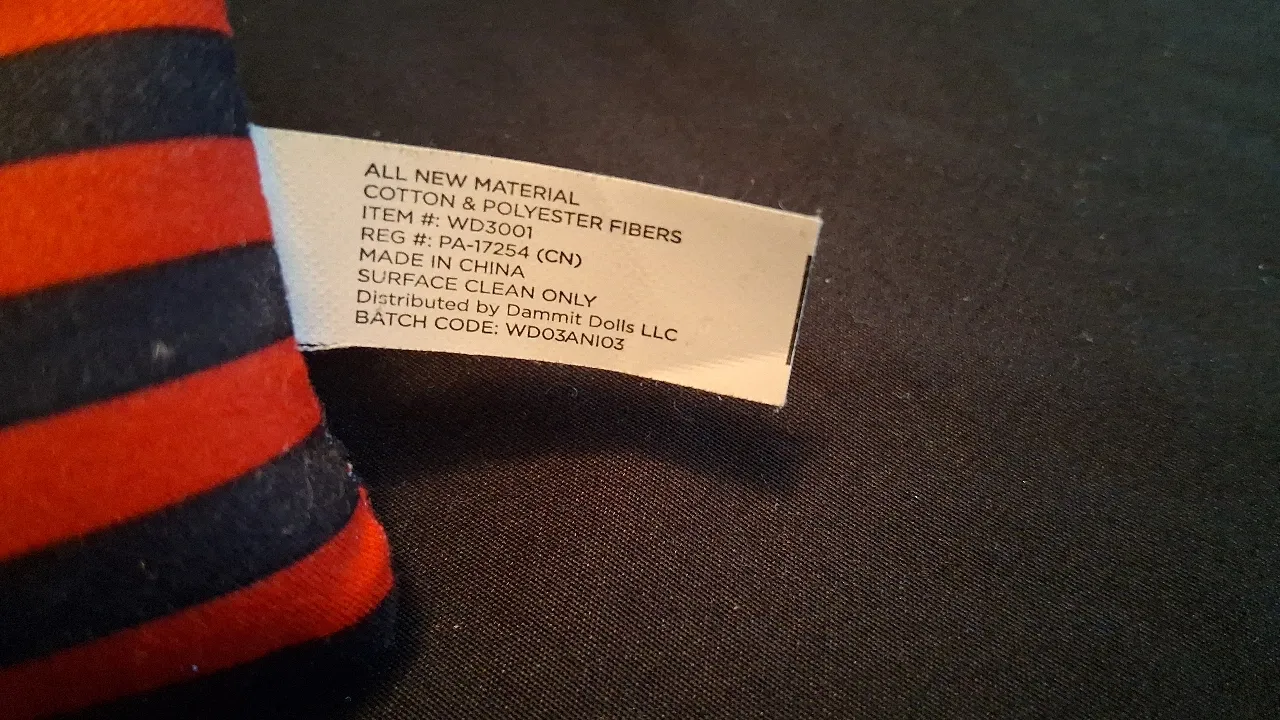 ALL NEW MATERIAL
COTTON & POLYESTER FIBERS
ITEM #: WD3001
REG #: PA-17254 (CN)
MADE IN CHINA
SURFACE CLEAN ONLY
Distributed by Dammit Dolls LLC
BATCH CODE: WD03ANI03